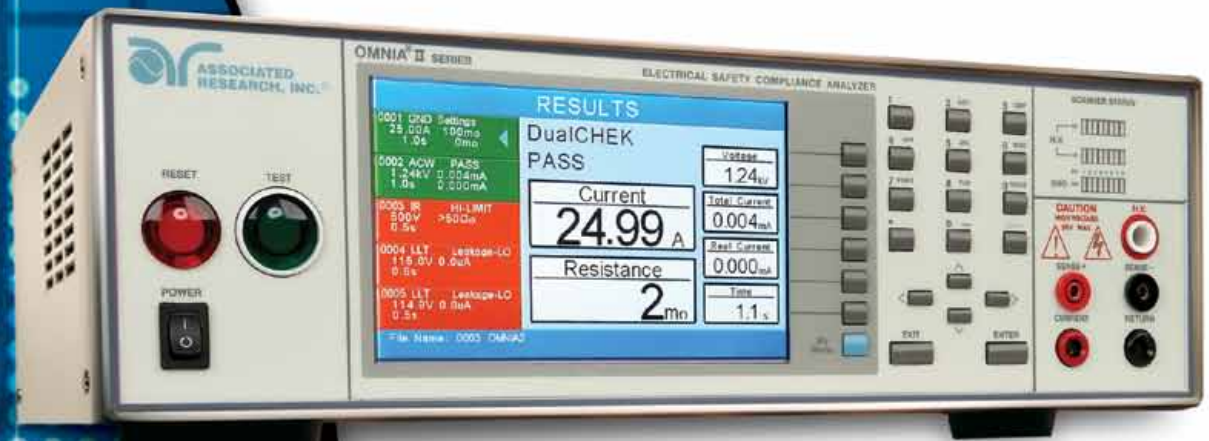 ASSOCIATED
RESEARCH, INC.®
OMNIA® II SERIES
ELECTRICAL SAFETY COMPLIANCE ANALYZER
RESET
TEST
POWER
RESULTS
0001 GND Settings
25.00A 100mΩ
1.0s 0mΩ
0002 ACW PASS
1.24kV 0.004mA
1.0s 0.000mA
0003 IR HI-LIMIT
500V >50GΩ
0.5s
0004 LLT Leakage-LO
115.0V 0.0uA
0.5s
0005 LLT Leakage-LO
114.9V 0.0uA
0.5s
DualCHEK
PASS
Current
24.99 A
Resistance
2 mΩ
Voltage
1.24 kV
Total Current
0.004 mA
Real Current
0.000 mA
Time
1.1 s
File Name: 0003 OMNIA2
EXIT
ENTER
SCANNER STATUS
H.V.
GND
CAUTION
HIGH VOLTAGE
H.V.
SENSE+
SENSE-
CURRENT
RETURN